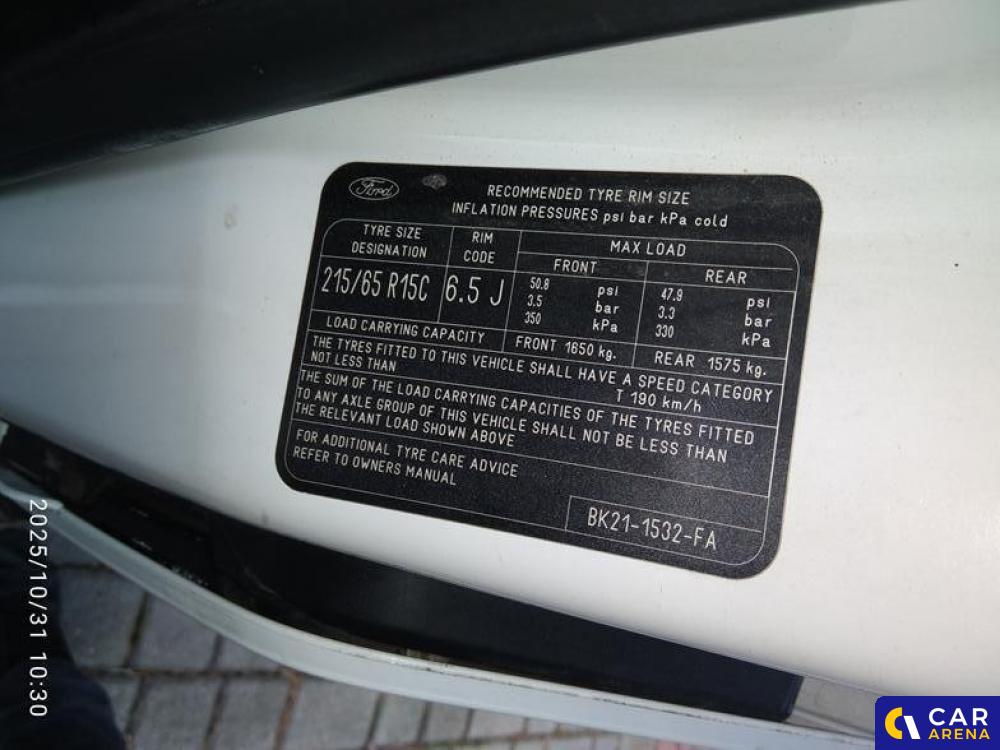 Ford
RECOMMENDED TYRE RIM SIZE
INFLATION PRESSURES psi bar kPa cold
TYRE SIZE
DESIGNATION
RIM
CODE
MAX LOAD
FRONT
REAR
215/65 R15C
6.5 J
50.8 psi
3.5 bar
350 kPa
47.9 psi
3.3 bar
330 kPa
LOAD CARRYING CAPACITY
FRONT 1650 kg.
REAR 1575 kg.
THE TYRES FITTED TO THIS VEHICLE SHALL HAVE A SPEED CATEGORY
NOT LESS THAN
T 190 km/h
THE SUM OF THE LOAD CARRYING CAPACITIES OF THE TYRES FITTED
TO ANY AXLE GROUP OF THIS VEHICLE SHALL NOT BE LESS THAN
THE RELEVANT LOAD SHOWN ABOVE
FOR ADDITIONAL TYRE CARE ADVICE
REFER TO OWNERS MANUAL
BK21-1532-FA
2025/10/31 10:30
CAR
ARENA